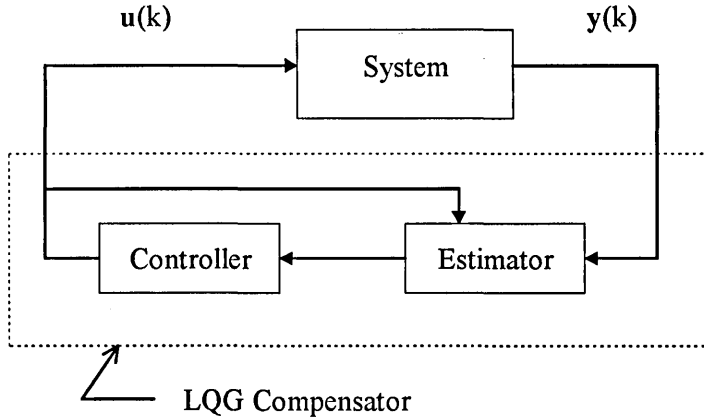 u(k)
y(k)
System
Controller
Estimator
LQG Compensator